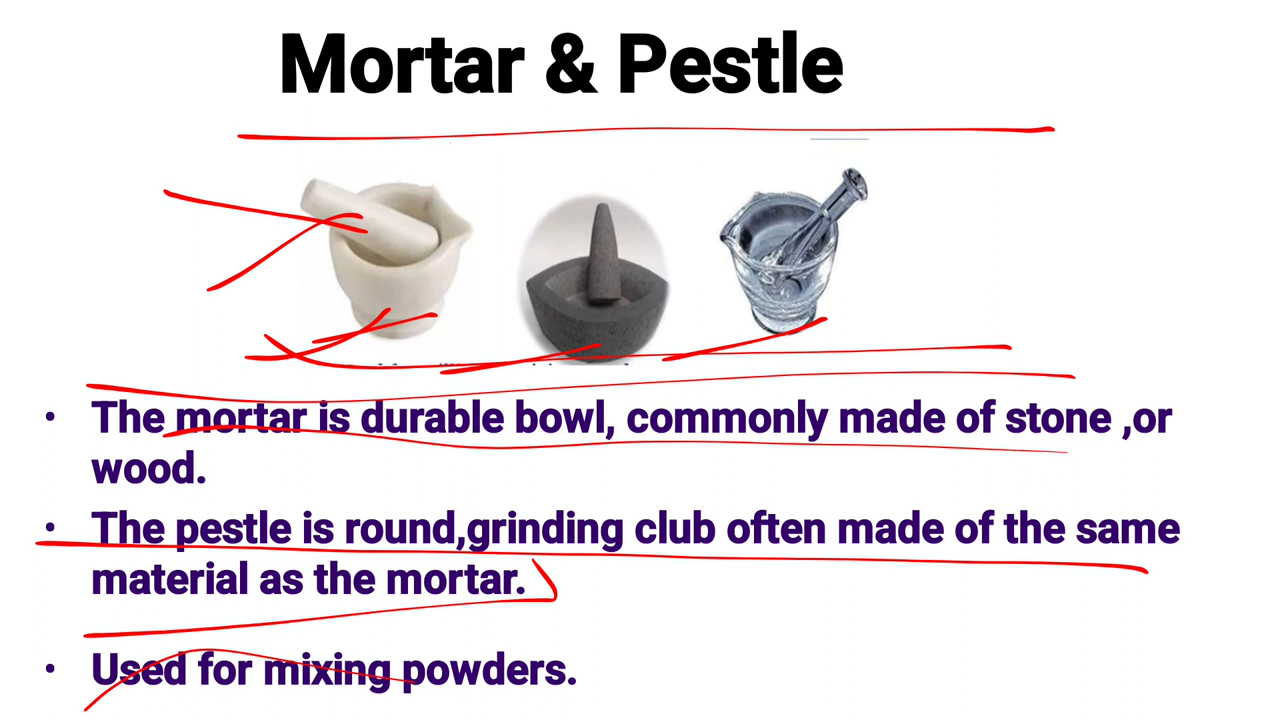 Mortar & Pestle
• The mortar is durable bowl, commonly made of stone ,or
wood.
• The pestle is round,grinding club often made of the same
material as the mortar.
• Used for mixing powders.